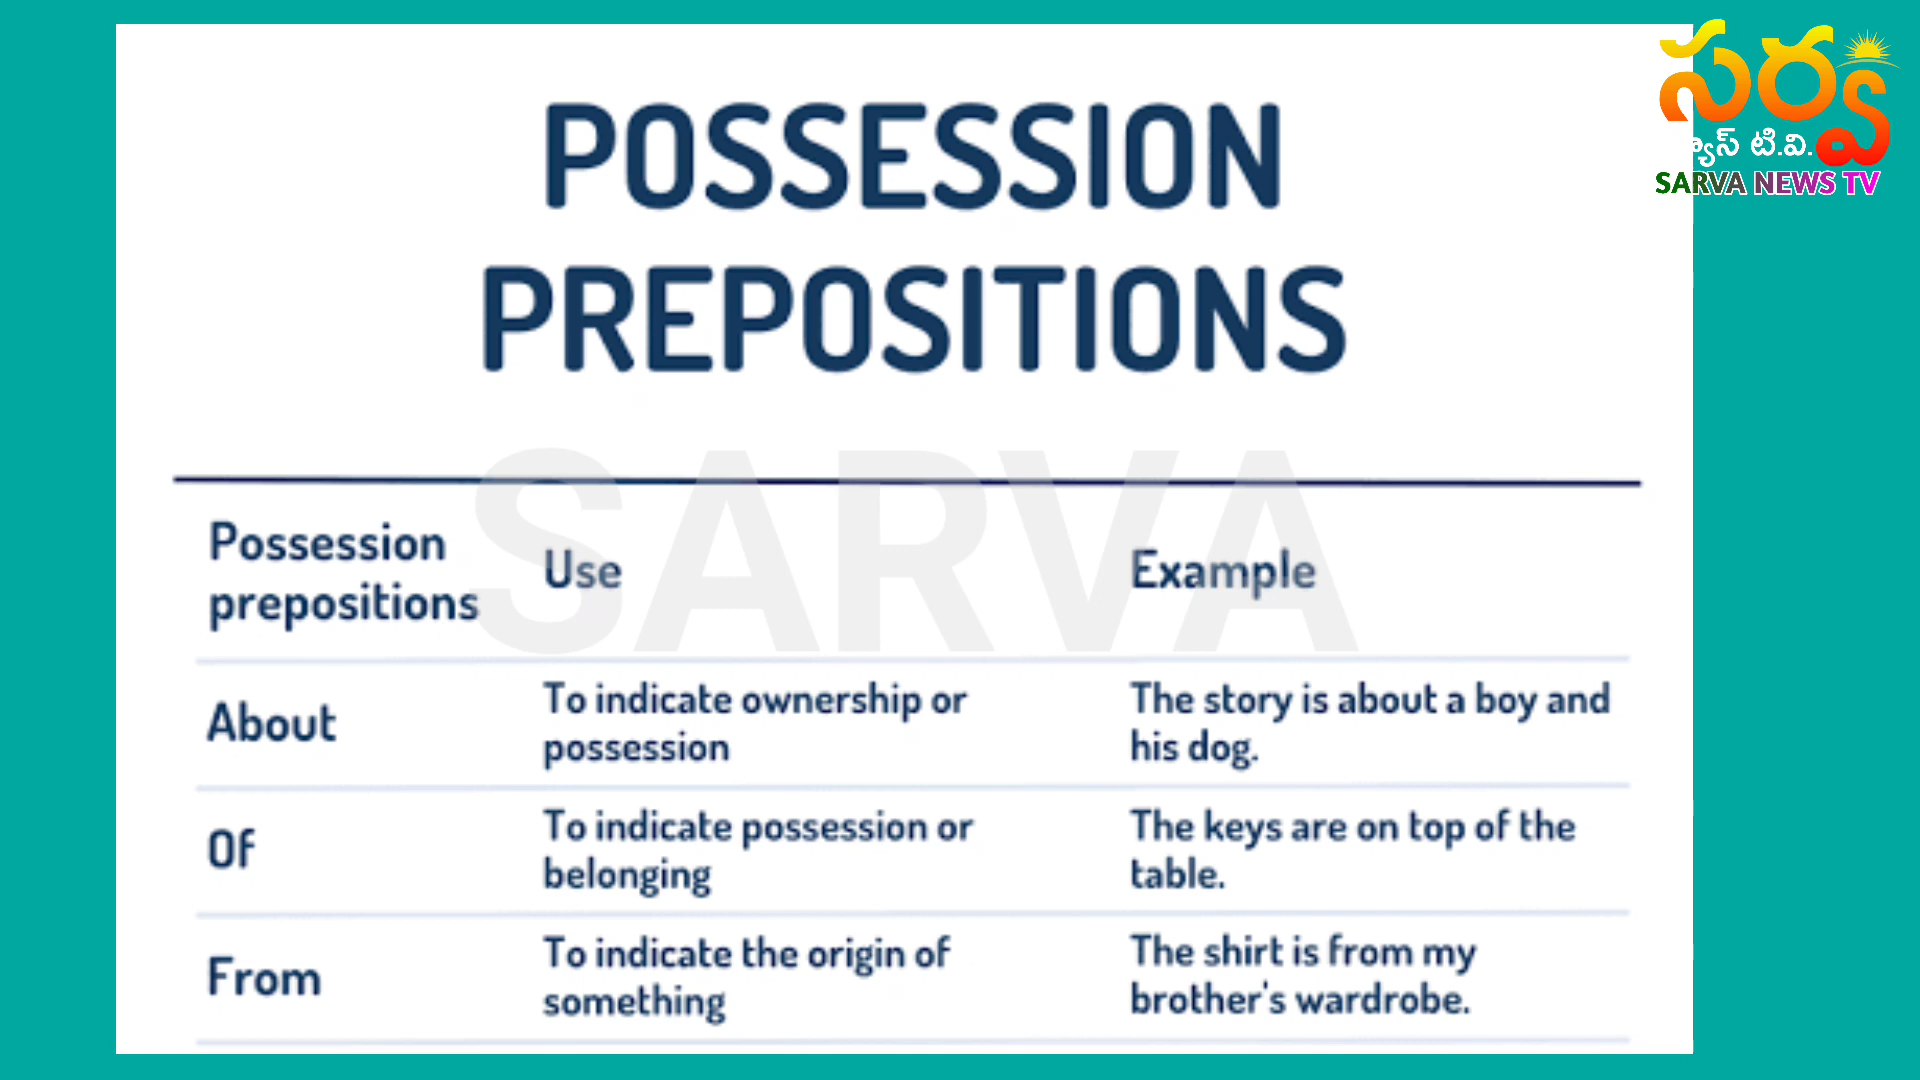 POSSESSION
PREPOSITIONS
సర్వ
టి.వి.
SARVA NEWS TV
SARVA
Possession
prepositions
Use
Example
About
To indicate ownership or
possession
The story is about a boy and
his dog.
Of
To indicate possession or
belonging
The keys are on top of the
table.
From
To indicate the origin of
something
The shirt is from my
brother's wardrobe.